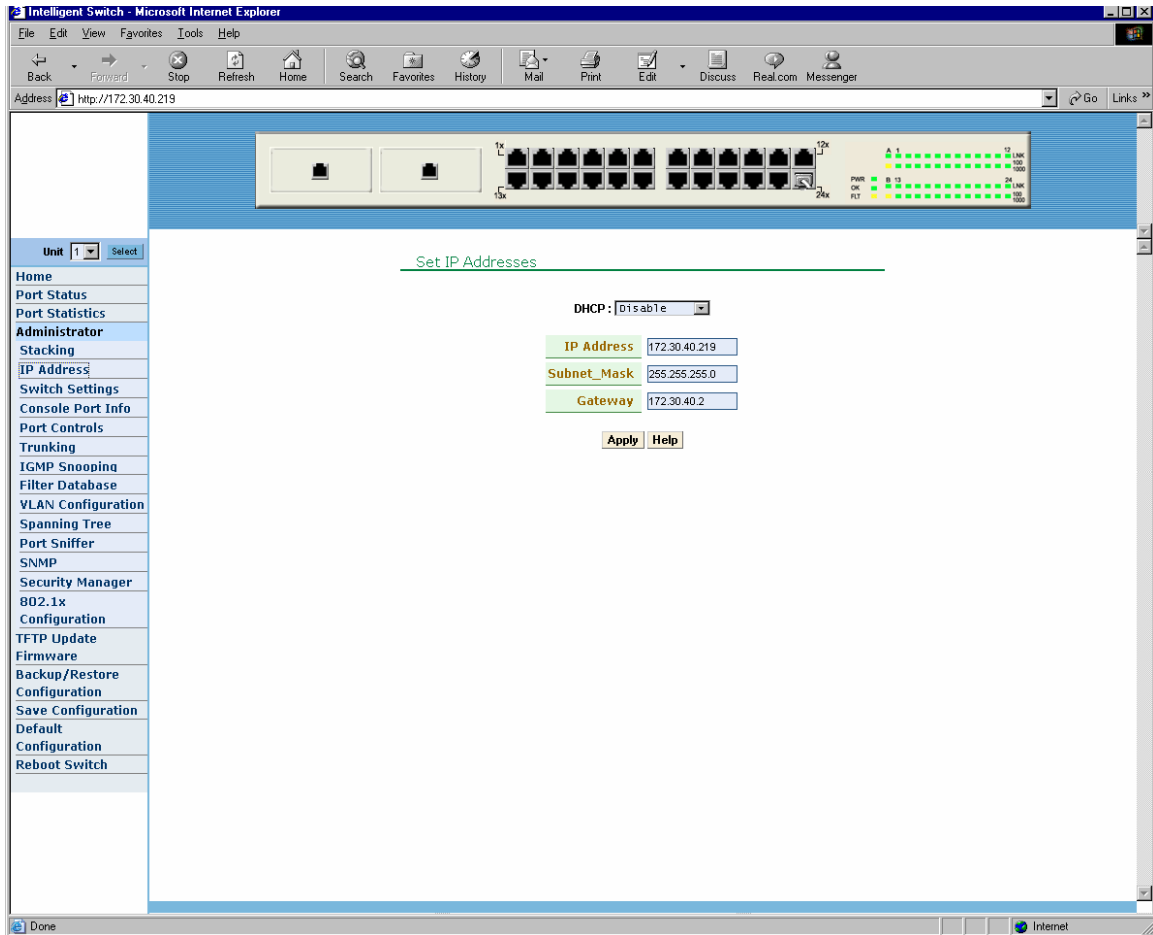 Intelligent Switch - Microsoft Internet Explorer
File Edit View Favorites Tools Help
Back Forward Stop Refresh Home Search Favorites History Mail Print Edit Discuss Real.com Messenger
Address http://172.30.40.219 Go Links »
1x 12x
13x 24x
A 1 12 LNK
100
1000
PWR B 13 24
OK LNK
FLT 100
1000
Unit 1 Select
Home
Port Status
Port Statistics
Administrator
Stacking
IP Address
Switch Settings
Console Port Info
Port Controls
Trunking
IGMP Snooping
Filter Database
VLAN Configuration
Spanning Tree
Port Sniffer
SNMP
Security Manager
802.1x
Configuration
TFTP Update
Firmware
Backup/Restore
Configuration
Save Configuration
Default
Configuration
Reboot Switch
Set IP Addresses
DHCP : Disable
IP Address 172.30.40.219
Subnet_Mask 255.255.255.0
Gateway 172.30.40.2
Apply Help
Done Internet